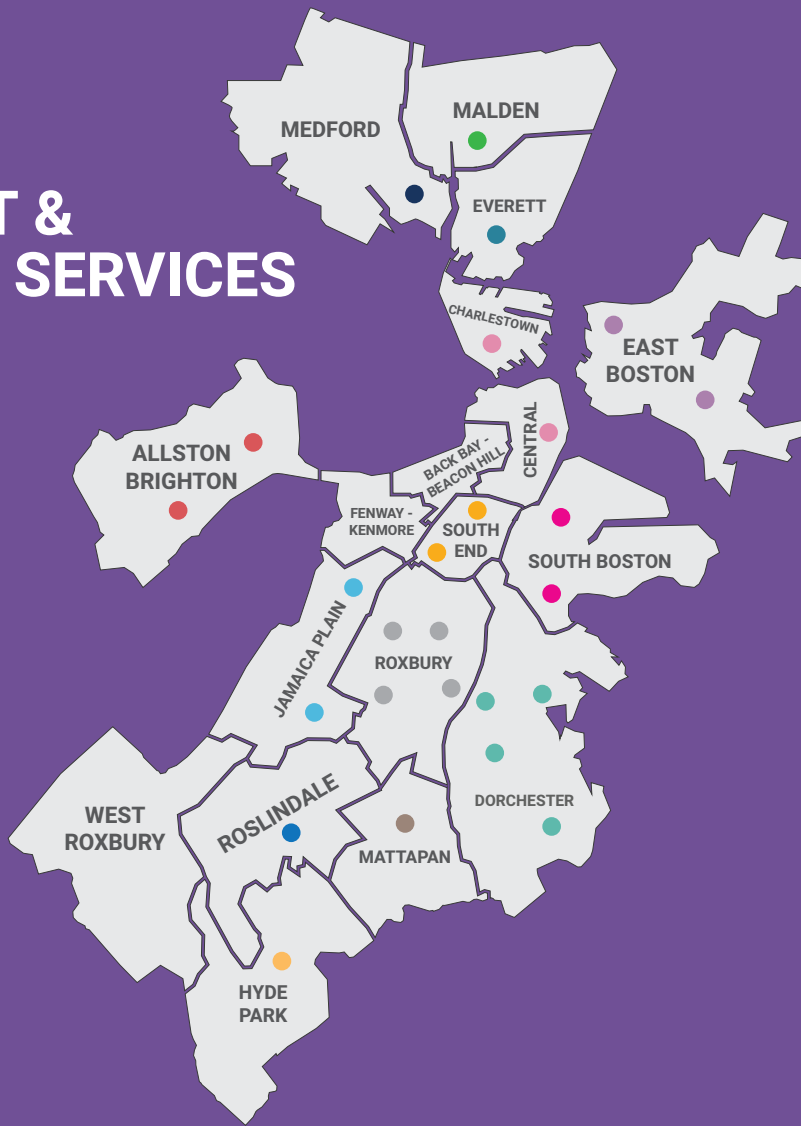 T &
SERVICES
MEDFORD
MALDEN
EVERETT
CHARLESTOWN
EAST
BOSTON
ALLSTON
BRIGHTON
CENTRAL
BACK BAY -
BEACON HILL
FENWAY -
KENMORE
SOUTH
END
SOUTH BOSTON
JAMAICA PLAIN
ROXBURY
DORCHESTER
WEST
ROXBURY
ROSLINDALE
MATTAPAN
HYDE
PARK